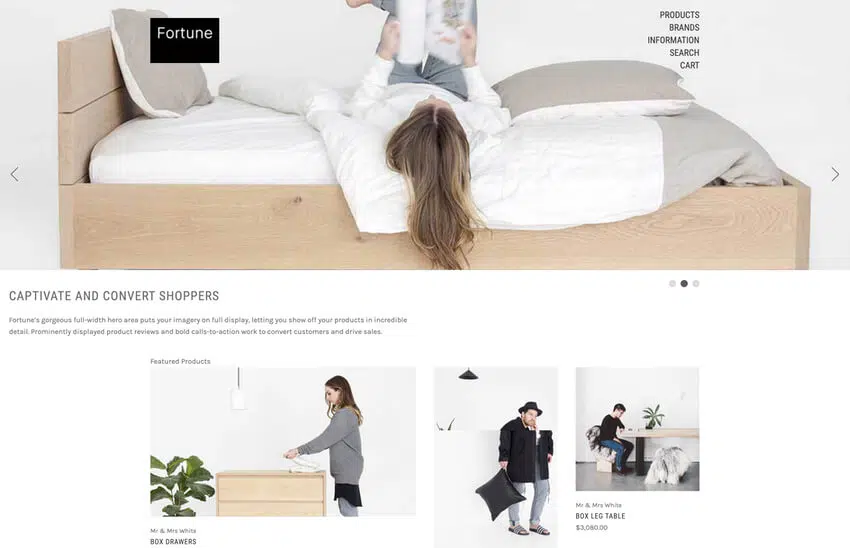 Fortune
PRODUCTS
BRANDS
INFORMATION
SEARCH
CART
CAPTIVATE AND CONVERT SHOPPERS
Fortune's gorgeous full-width hero area puts your imagery on full display, letting you show off your products in incredible
detail. Prominently displayed product reviews and bold calls-to-action work to convert customers and drive sales.
Featured Products
Mr & Mrs White
BOX LEG TABLE
$3,080.00
Mr & Mrs White
BOX DRAWERS